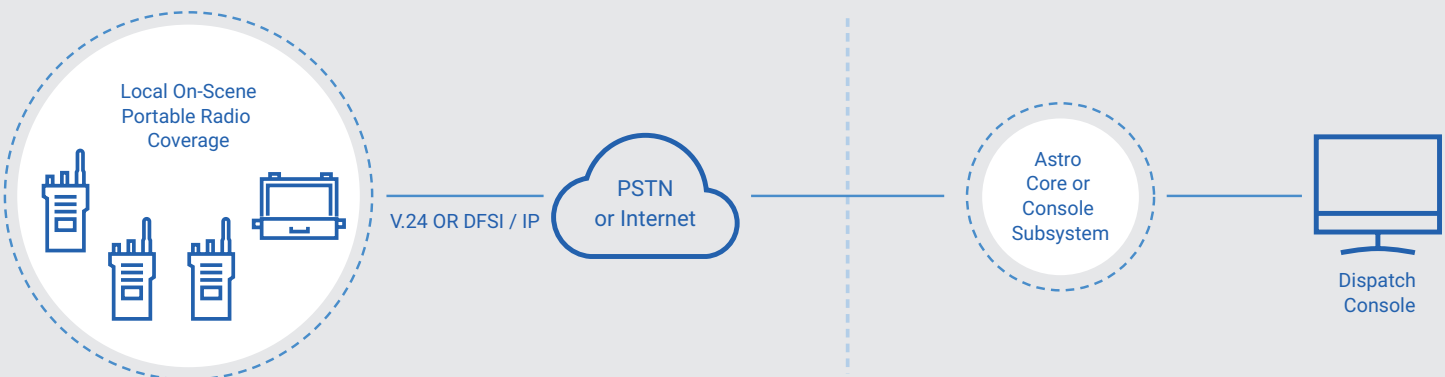 Local On-Scene
Portable Radio
Coverage
V.24 OR DFSI / IP
PSTN
or Internet
Astro
Core or
Console
Subsystem
Dispatch
Console